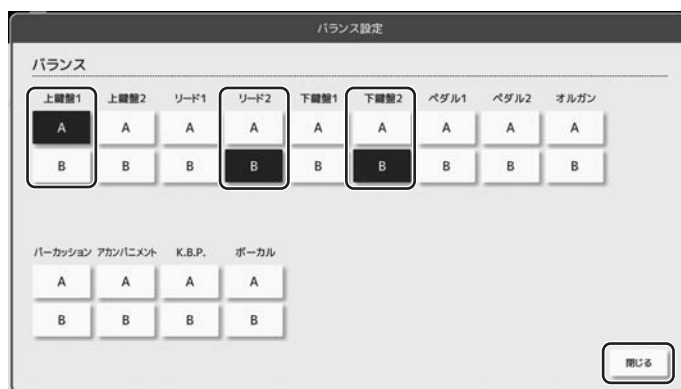 バランス設定
バランス
上鍵盤1 上鍵盤2 リード1 リード2 下鍵盤1 下鍵盤2 ペダル1 ペダル2 オルガン
A A A A A A A A A
B B B B B B B B B
パーカッション アカンパニメント K.B.P. ボーカル
A A A A
B B B B
閉じる